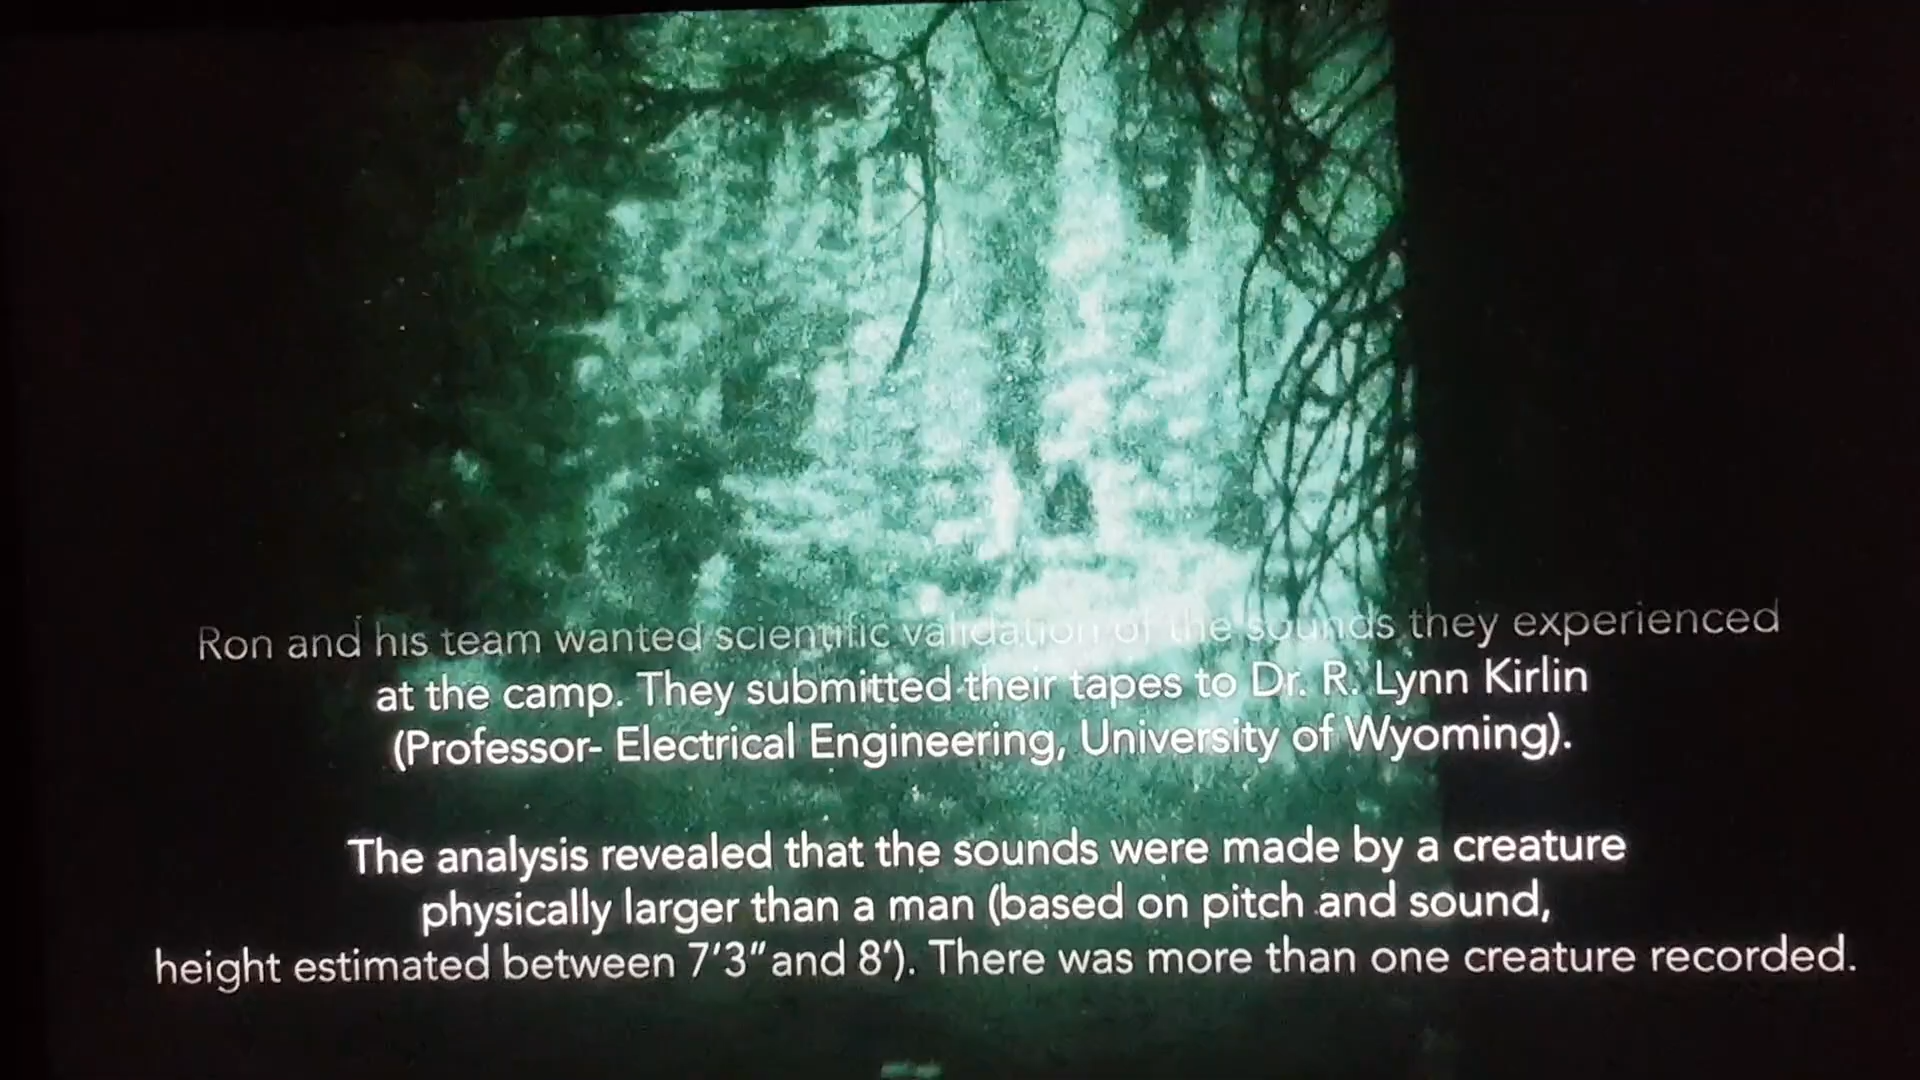 Ron and his team wanted scientific validation of the sounds they experienced
at the camp. They submitted their tapes to Dr. R. Lynn Kirlin
(Professor- Electrical Engineering, University of Wyoming).
The analysis revealed that the sounds were made by a creature
physically larger than a man (based on pitch and sound,
height estimated between 7'3" and 8'). There was more than one creature recorded.